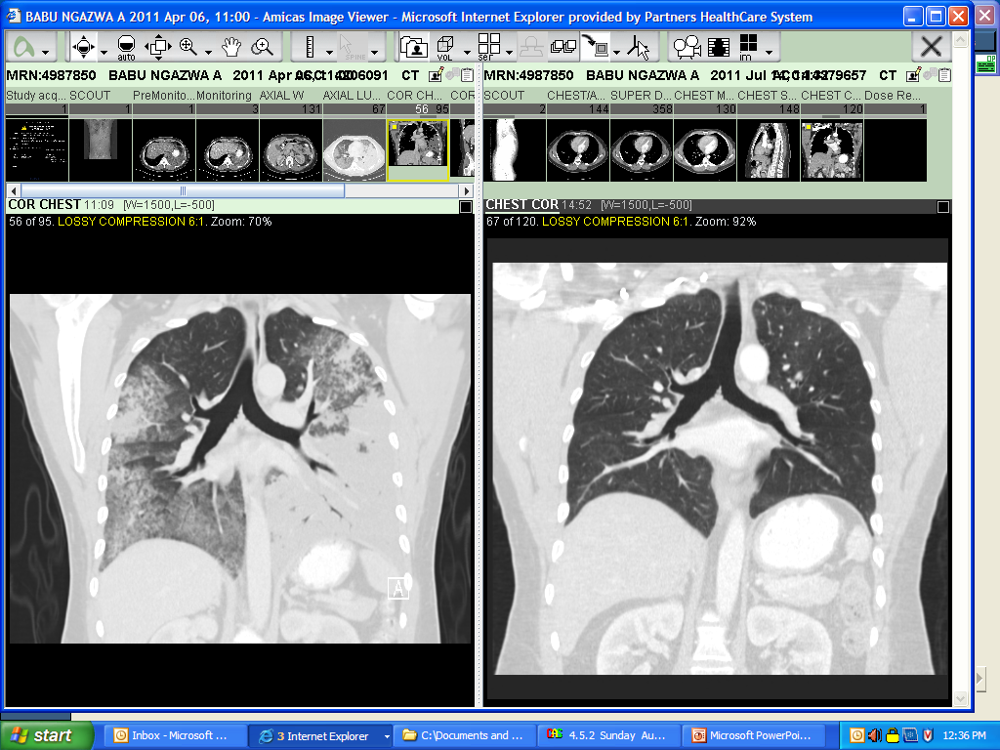 BABU NGAZWA A 2011 Apr 06, 11:00 - Amicas Image Viewer - Microsoft Internet Explorer provided by Partners HealthCare System
auto
SPINE
VOL
ser
im
MRN:4987850 BABU NGAZWA A 2011 Apr CT
MRN:4987850 BABU NGAZWA A 2011 Jul CT
Study acq... SCOUT PreMonito... Monitoring AXIAL W AXIAL LU... COR CH... COR
1 1 1 3 131 67 56 95
SCOUT CHEST/A... SUPER D... CHEST M... CHEST S... CHEST C... Dose Re...
2 144 358 130 148 120 1
COR CHEST 11:09 [W=1500,L=-500]
56 of 95. LOSSY COMPRESSION 6:1. Zoom: 70%
A
CHEST COR 14:52 [W=1500,L=-500]
67 of 120. LOSSY COMPRESSION 6:1. Zoom: 92%
start Inbox - Microsoft ... 3 Internet Explorer C:\Documents and ... 4.5.2 Sunday Au... Microsoft PowerPoi... 12:36 PM